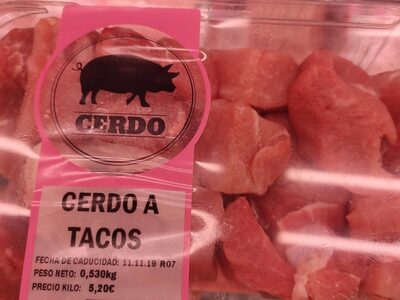 CERDO
CERDO A
TACOS
FECHA DE CADUCIDAD: 11.11.19 R07
PESO NETO: 0,530kg
PRECIO KILO: 5,20€